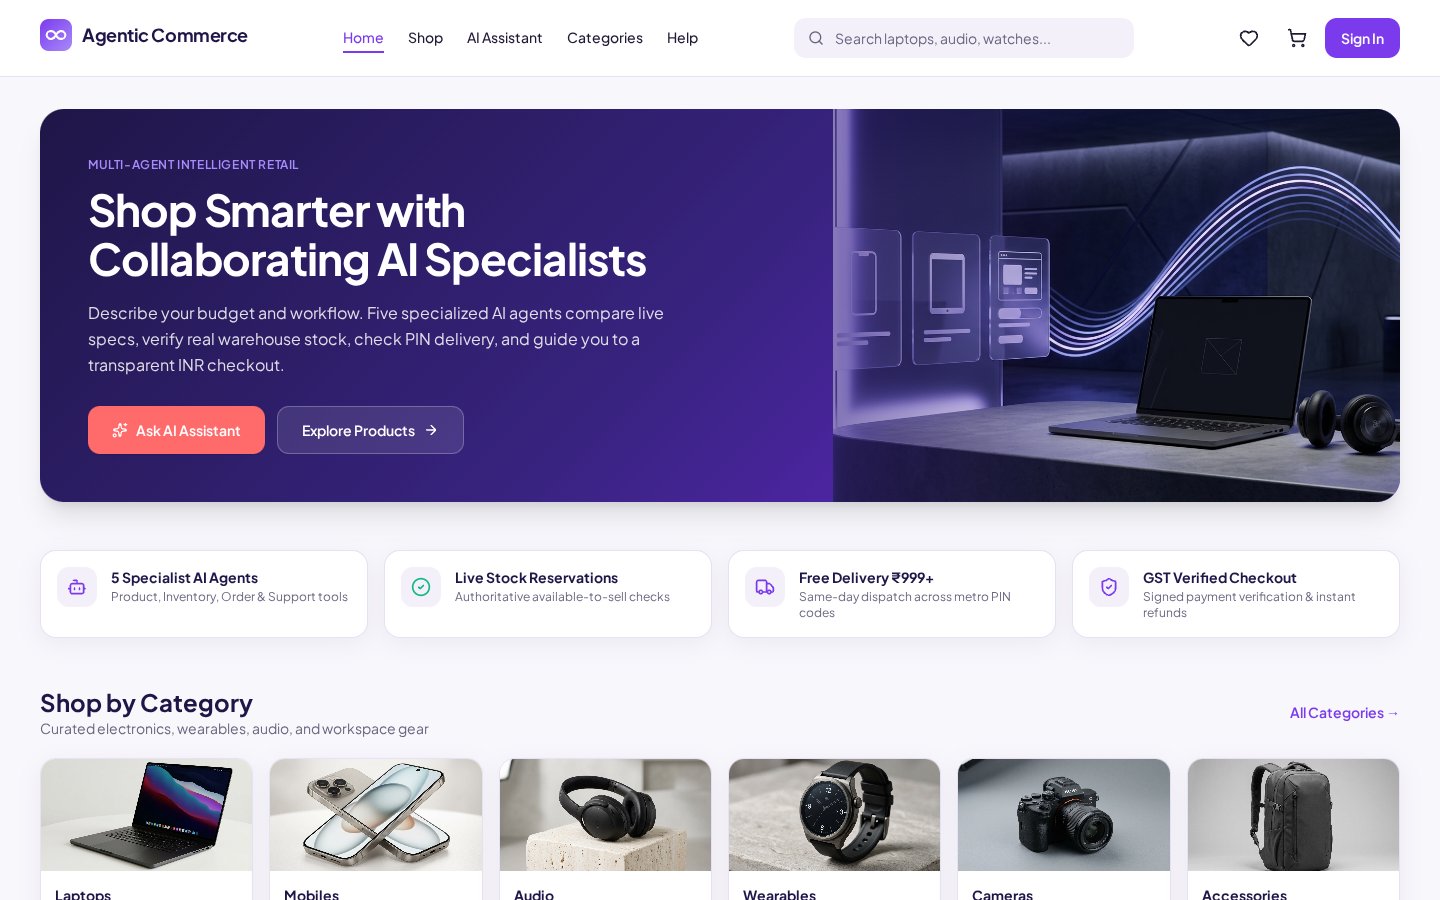 Agentic Commerce
Home
Shop
AI Assistant
Categories
Help
Search laptops, audio, watches...
Sign In
MULTI-AGENT INTELLIGENT RETAIL
Shop Smarter with
Collaborating AI Specialists
Describe your budget and workflow. Five specialized AI agents compare live
specs, verify real warehouse stock, check PIN delivery, and guide you to a
transparent INR checkout.
Ask AI Assistant
Explore Products →
5 Specialist AI Agents
Product, Inventory, Order & Support tools
Live Stock Reservations
Authoritative available-to-sell checks
Free Delivery ₹999+
Same-day dispatch across metro PIN
codes
GST Verified Checkout
Signed payment verification & instant
refunds
Shop by Category
Curated electronics, wearables, audio, and workspace gear
All Categories →
Laptops
Mobiles
Audio
Wearables
Cameras
Accessories